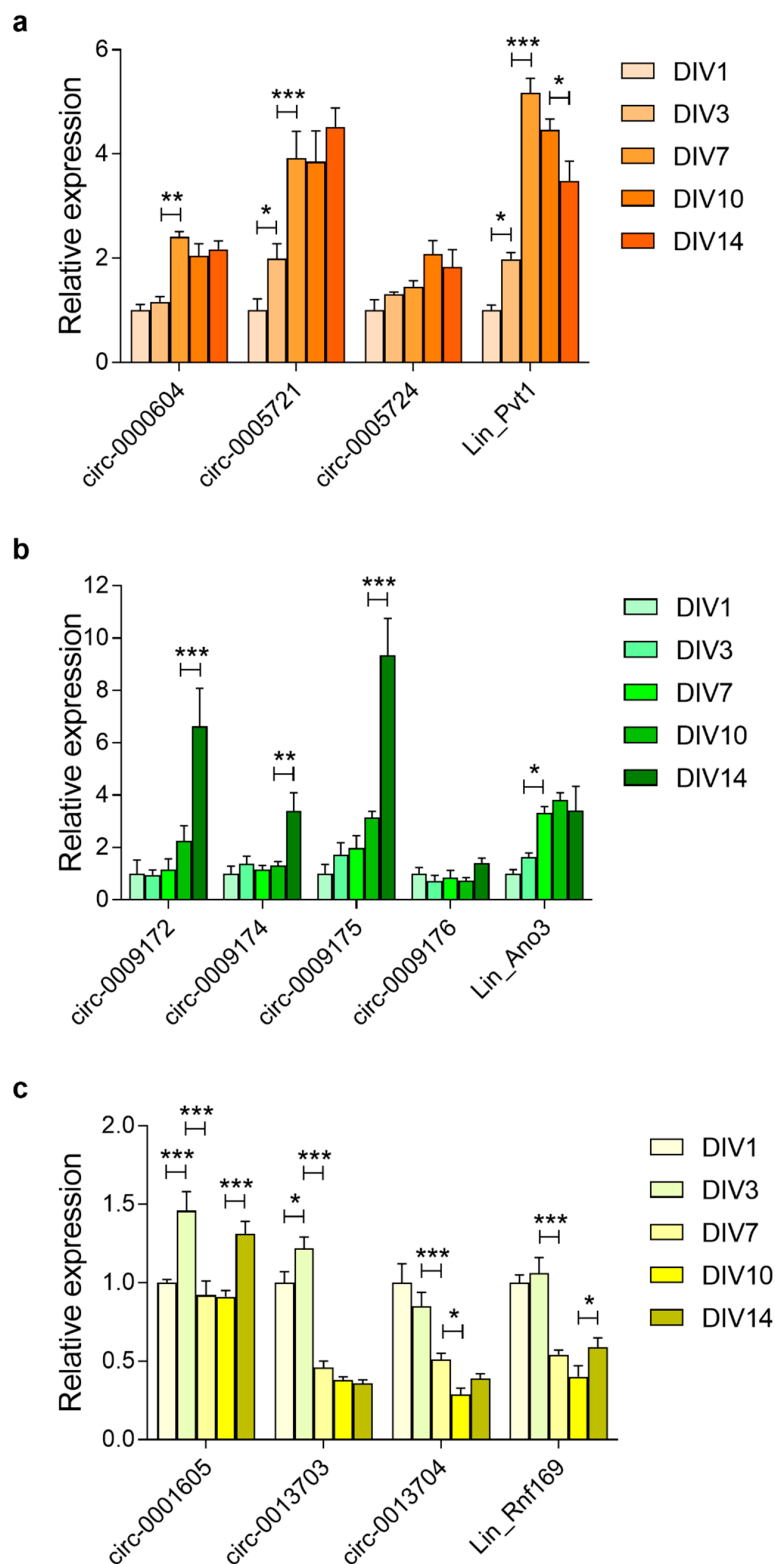 a
Relative expression
6
4
2
0
** * *** * *** *
circ-0000604
circ-0005721
circ-0005724
Lin_Pvt1
DIV1
DIV3
DIV7
DIV10
DIV14
b
Relative expression
12
10
8
6
4
2
0
*** ** *** *
circ-0009172
circ-0009174
circ-0009175
circ-0009176
Lin_Ano3
DIV1
DIV3
DIV7
DIV10
DIV14
c
Relative expression
2.0
1.5
1.0
0.5
0.0
*** *** *** * *** *** * *** *
circ-0001605
circ-0013703
circ-0013704
Lin_Rnf169
DIV1
DIV3
DIV7
DIV10
DIV14